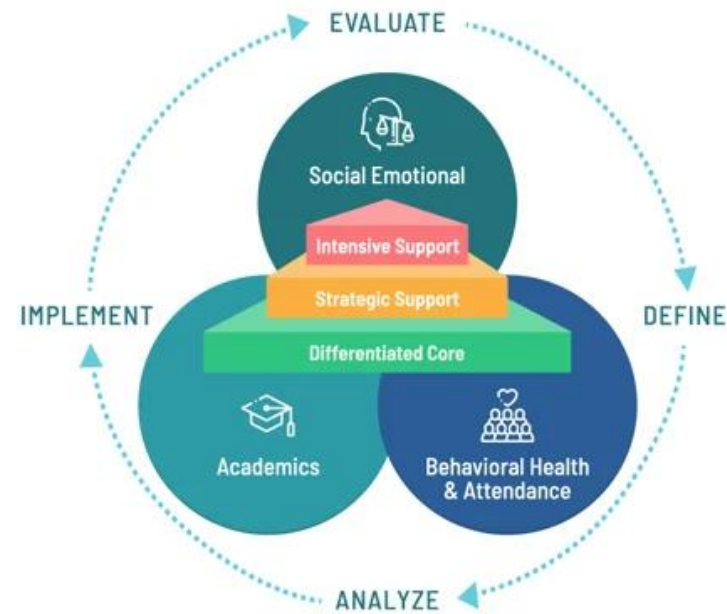 EVALUATE
Social Emotional
Intensive Support
Strategic Support
IMPLEMENT
DEFINE
Differentiated Core
Academics
Behavioral Health
& Attendance
ANALYZE